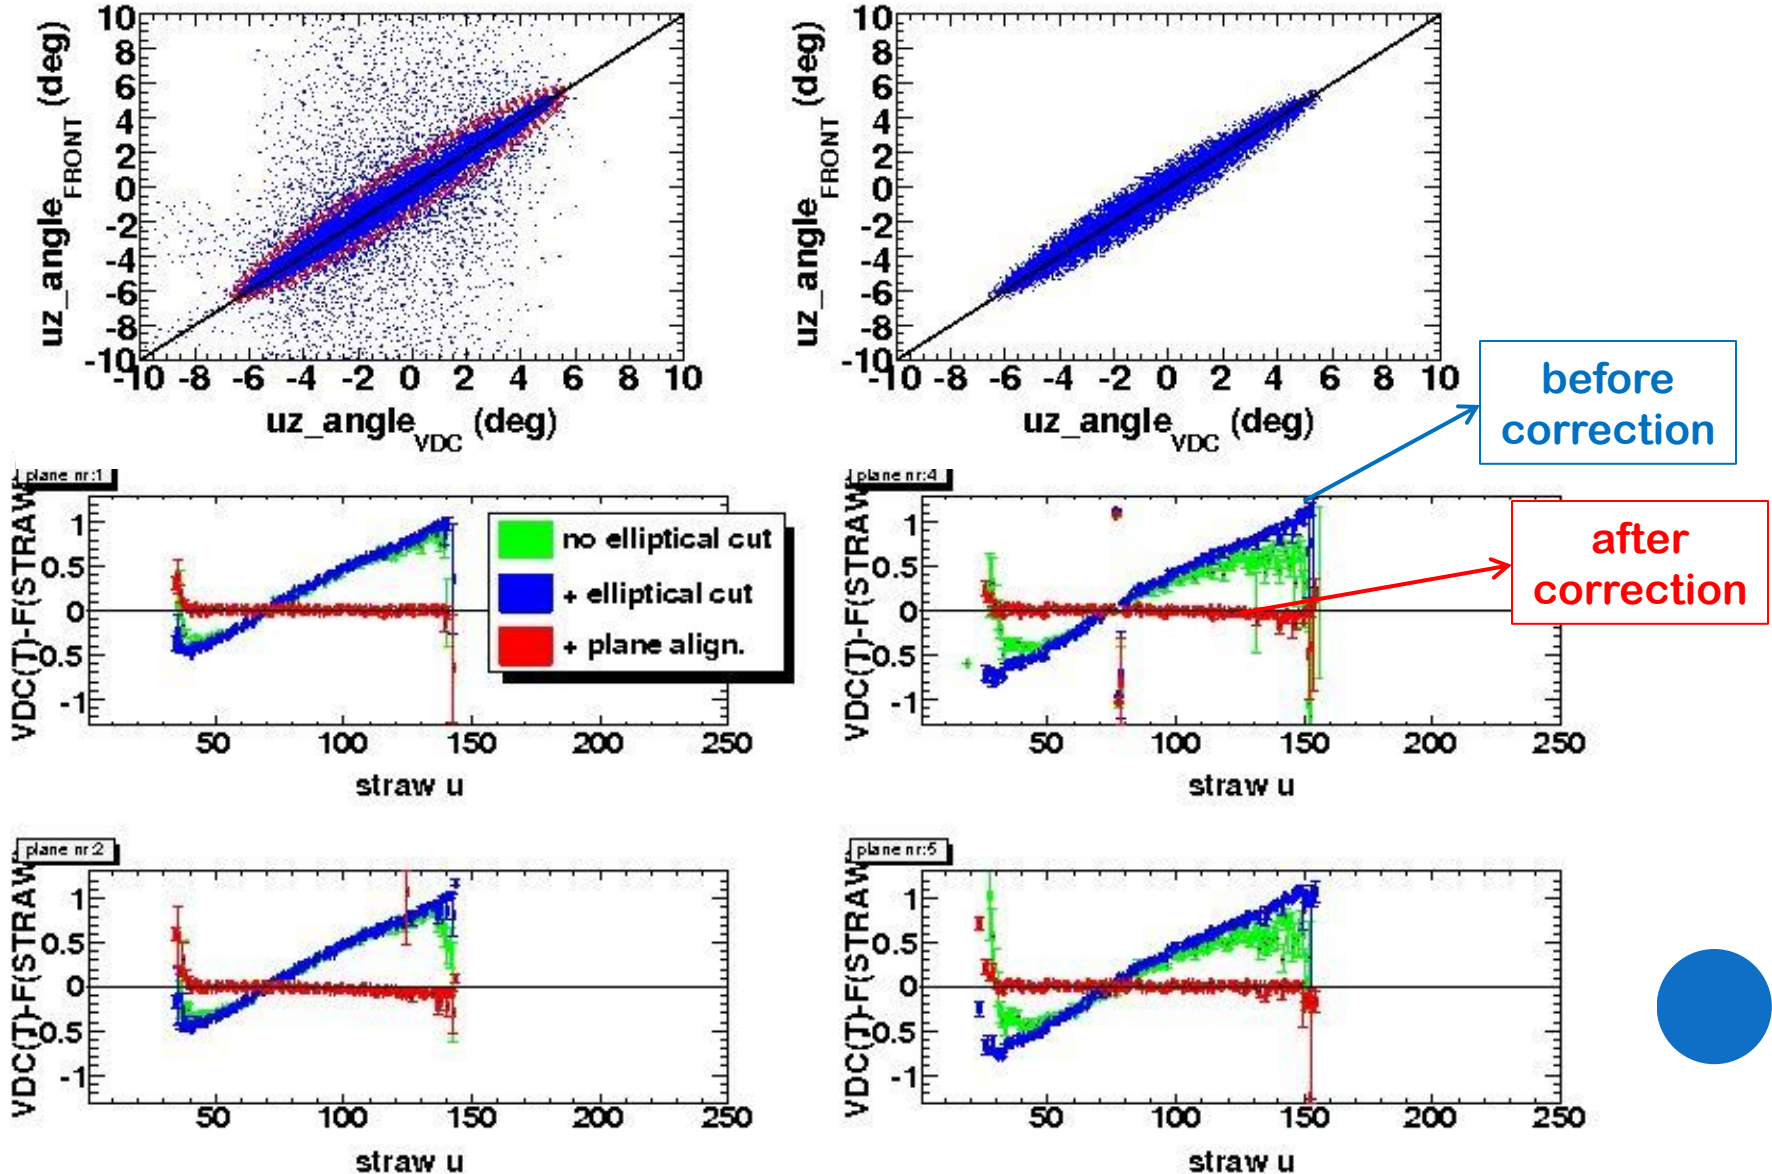 10
8
6
4
2
0
-2
-4
-6
-8
-10
uz_angle_FRONT (deg)
-10 -8 -6 -4 -2 0 2 4 6 8 10
uz_angle_VDC (deg)
10
8
6
4
2
0
-2
-4
-6
-8
-10
uz_angle_FRONT (deg)
-10 -8 -6 -4 -2 0 2 4 6 8 10
uz_angle_VDC (deg)
before
correction
after
correction
plane nr:1
VDC(T)-F(STRAW
1
0.5
0
0.5
-1
50 100 150 200 250
straw u
no elliptical cut
+ elliptical cut
+ plane align.
plane nr:4
VDC(T)-F(STRAW
1
0.5
0
0.5
-1
50 100 150 200 250
straw u
plane nr:2
VDC(T)-F(STRAW
1
0.5
0
0.5
-1
50 100 150 200 250
straw u
plane nr:5
VDC(T)-F(STRAW
1
0.5
0
0.5
-1
50 100 150 200 250
straw u